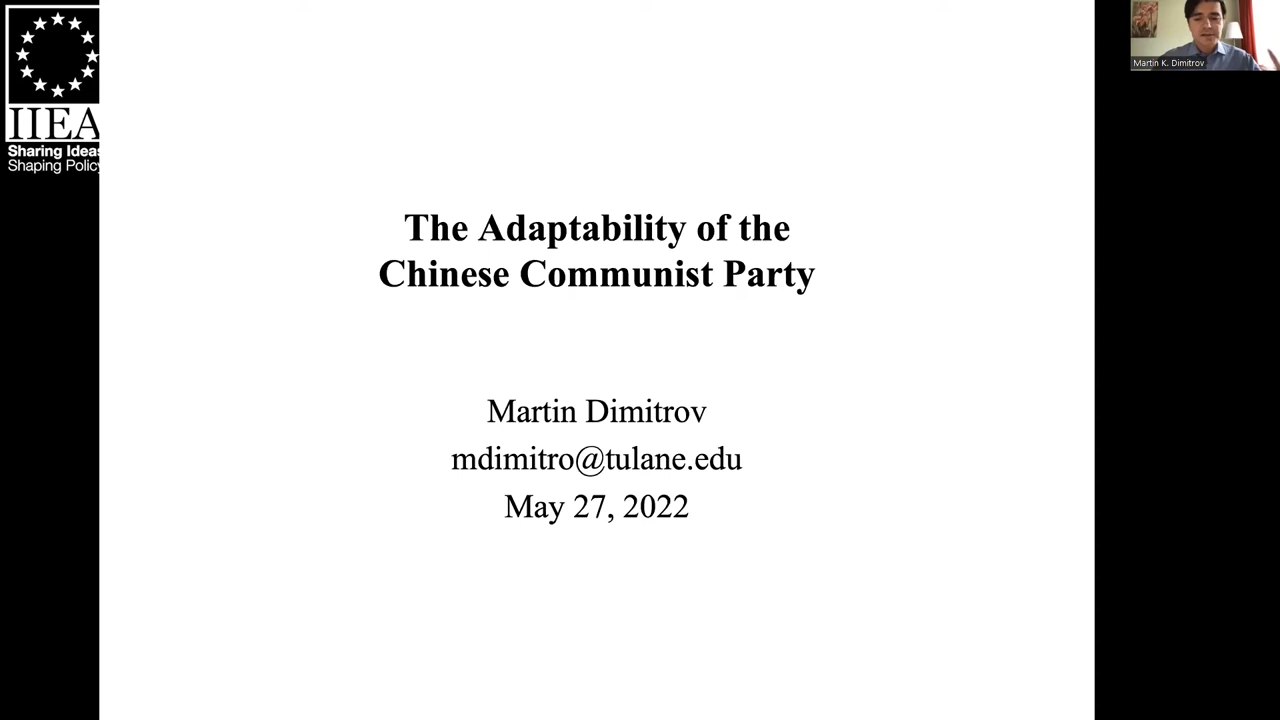 IIEA
Sharing Ideas
Shaping Policy
Martin K. Dimitrov
The Adaptability of the
Chinese Communist Party
Martin Dimitrov
mdimitro@tulane.edu
May 27, 2022